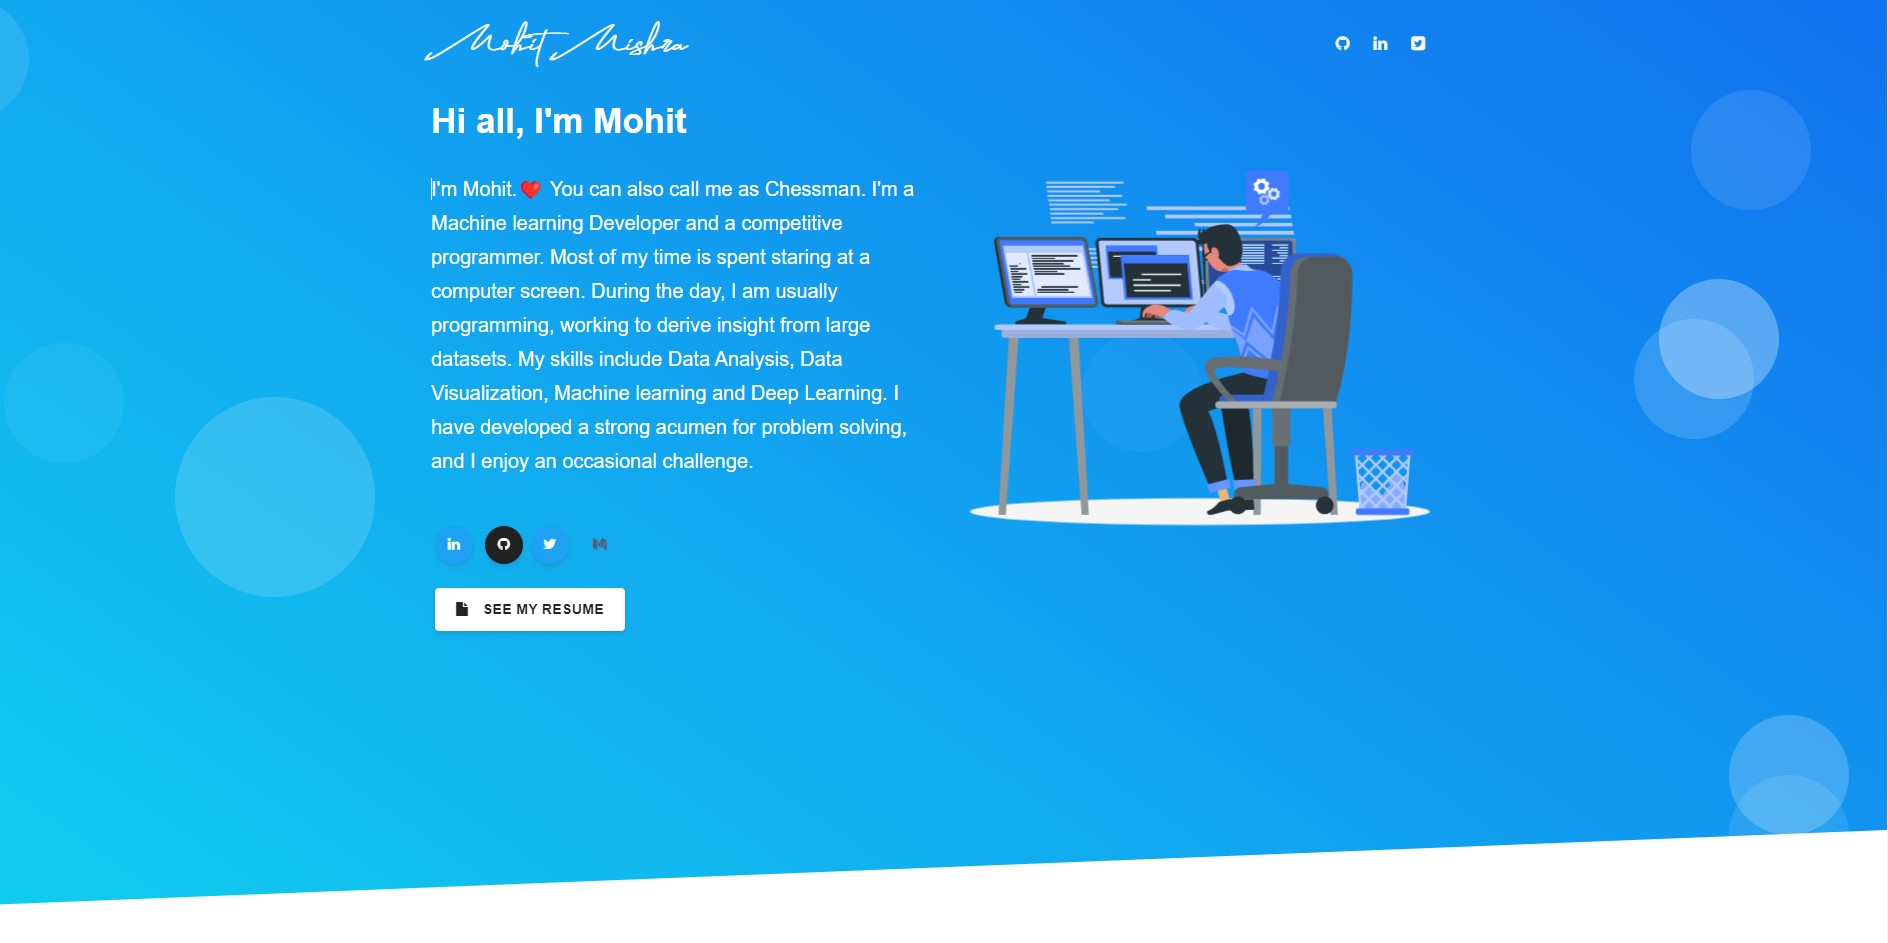 Mohit Mishra
Hi all, I'm Mohit
I'm Mohit.❤️ You can also call me as Chessman. I'm a
Machine learning Developer and a competitive
programmer. Most of my time is spent staring at a
computer screen. During the day, I am usually
programming, working to derive insight from large
datasets. My skills include Data Analysis, Data
Visualization, Machine learning and Deep Learning. I
have developed a strong acumen for problem solving,
and I enjoy an occasional challenge.
SEE MY RESUME